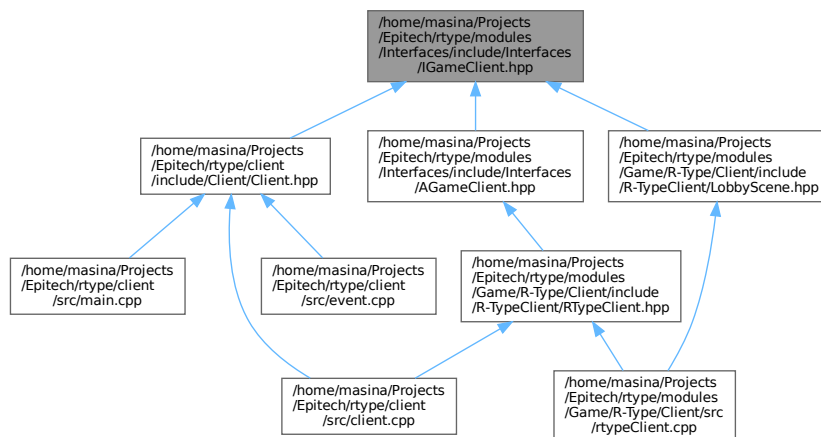 /home/masina/Projects
/Epitech/rtype/modules
/Interfaces/include/Interfaces
/IGameClient.hpp
/home/masina/Projects
/Epitech/rtype/client
/include/Client/Client.hpp
/home/masina/Projects
/Epitech/rtype/modules
/Interfaces/include/Interfaces
/AGameClient.hpp
/home/masina/Projects
/Epitech/rtype/modules
/Game/R-Type/Client/include
/R-TypeClient/LobbyScene.hpp
/home/masina/Projects
/Epitech/rtype/client
/src/main.cpp
/home/masina/Projects
/Epitech/rtype/client
/src/event.cpp
/home/masina/Projects
/Epitech/rtype/modules
/Game/R-Type/Client/include
/R-TypeClient/RTypeClient.hpp
/home/masina/Projects
/Epitech/rtype/client
/src/client.cpp
/home/masina/Projects
/Epitech/rtype/modules
/Game/R-Type/Client/src
/rtypeClient.cpp